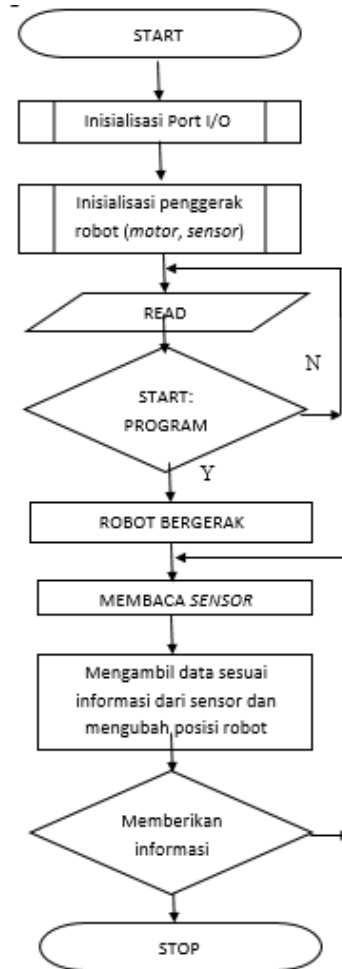 START
Inisialisasi Port I/O
Inisialisasi penggerak
robot (motor, sensor)
READ
N
START:
PROGRAM
Y
ROBOT BERGERAK
MEMBACA SENSOR
Mengambil data sesuai
informasi dari sensor dan
mengubah posisi robot
Memberikan
informasi
STOP